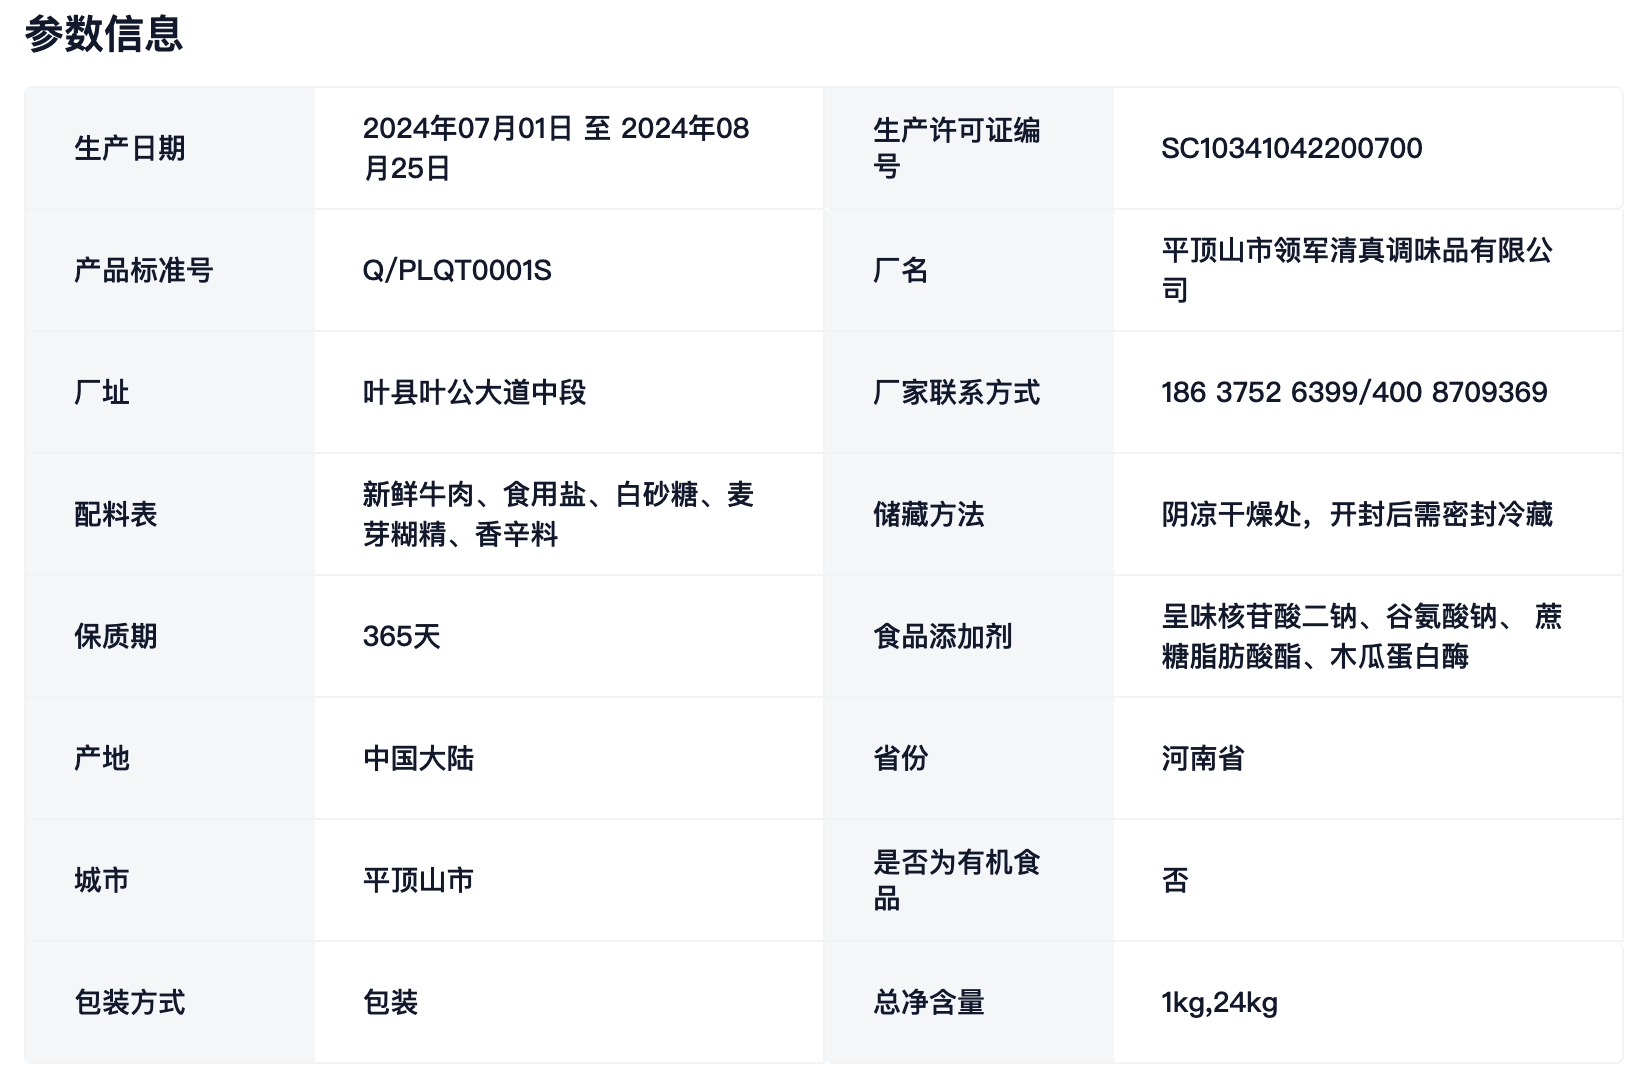 参数信息
生产日期
2024年07月01日 至 2024年08
月25日
生产许可证编
号
SC10341042200700
产品标准号
Q/PLQT0001S
厂名
平顶山市领军清真调味品有限公
司
厂址
叶县叶公大道中段
厂家联系方式
186 3752 6399/400 8709369
配料表
新鲜牛肉、食用盐、白砂糖、麦
芽糊精、香辛料
储藏方法
阴凉干燥处，开封后需密封冷藏
保质期
365天
食品添加剂
呈味核苷酸二钠、谷氨酸钠、 蔗
糖脂肪酸酯、木瓜蛋白酶
产地
中国大陆
省份
河南省
城市
平顶山市
是否为有机食
品
否
包装方式
包装
总净含量
1kg,24kg